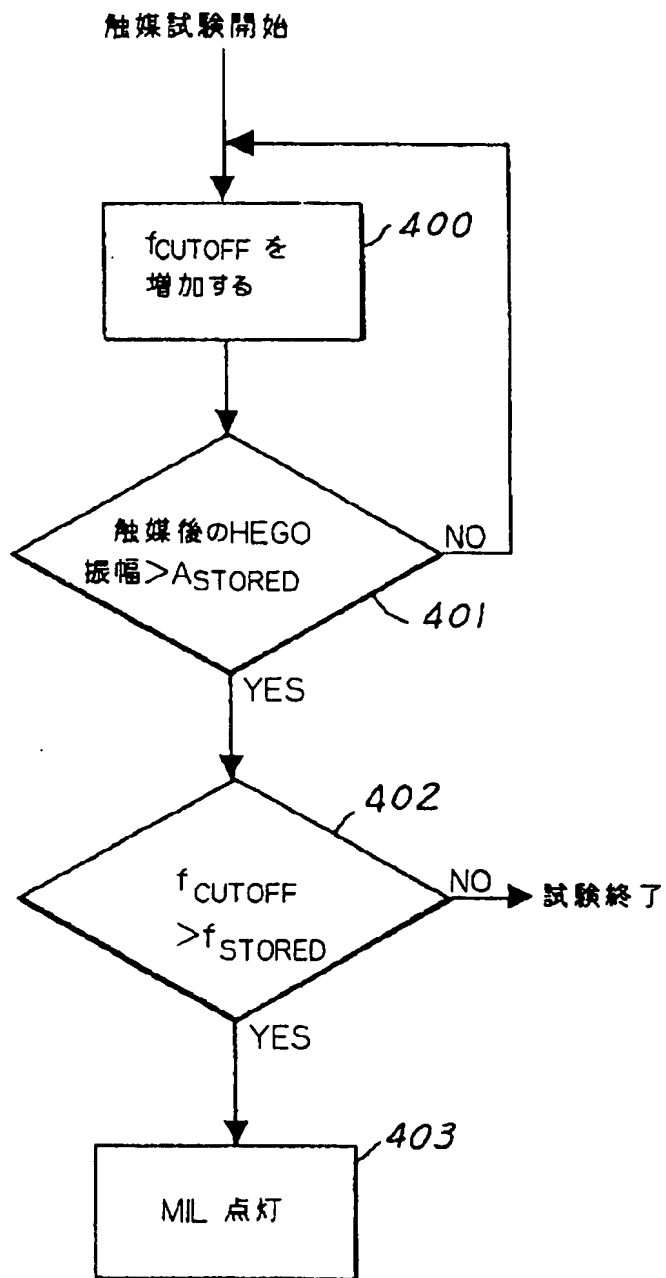 触媒試験開始
400
fCUTOFF を
増加する
触媒後のHEGO
振幅>ASTORED
NO
401
YES
402
fCUTOFF
>fSTORED
NO
試験終了
YES
403
MIL 点灯